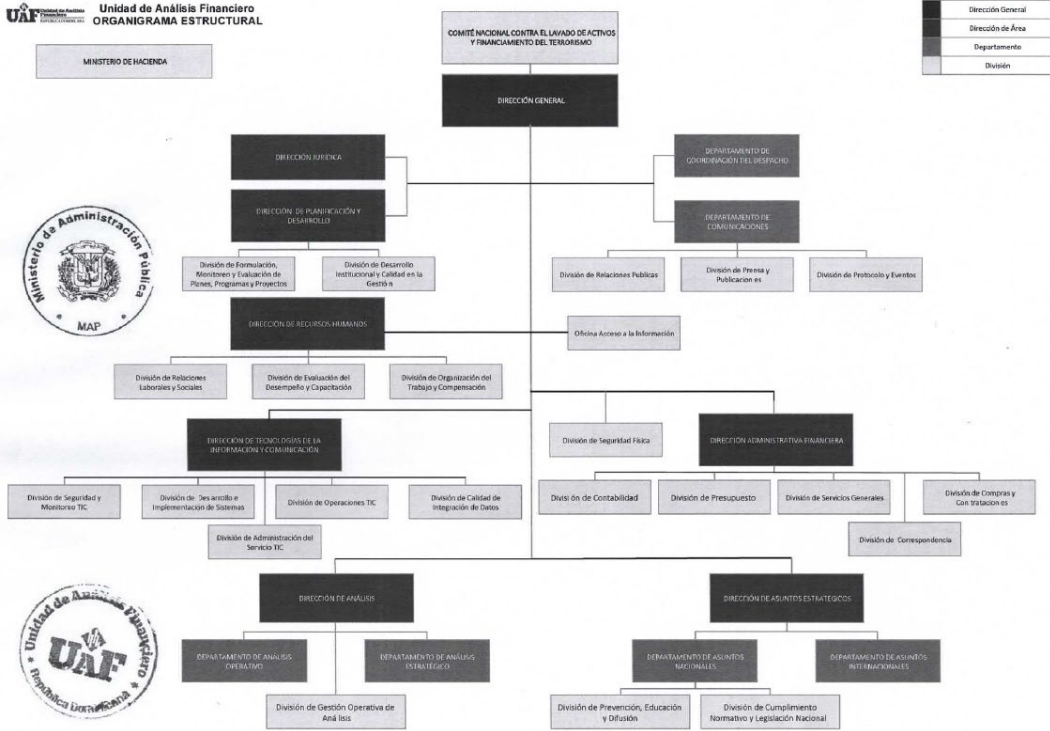 UAF Unidad de Análisis
Financiero
REPÚBLICA DOMINICANA
Unidad de Análisis Financiero
ORGANIGRAMA ESTRUCTURAL
MINISTERIO DE HACIENDA
COMITÉ NACIONAL CONTRA EL LAVADO DE ACTIVOS
Y FINANCIAMIENTO DEL TERRORISMO
Dirección General
Dirección de Área
Departamento
División
DIRECCIÓN GENERAL
DIRECCIÓN JURÍDICA
DEPARTAMENTO DE
COORDINACIÓN DEL DESPACHO
DIRECCIÓN DE PLANIFICACIÓN Y
DESARROLLO
DEPARTAMENTO DE
COMUNICACIONES
División de Formulación,
Monitoreo y Evaluación de
Planes, Programas y Proyectos
División de Desarrollo
Institucional y Calidad en la
Gestión
División de Relaciones Publicas
División de Prensa y
Publicaciones
División de Protocolo y Eventos
Ministerio de Administración Pública
MAP
DIRECCIÓN DE RECURSOS HUMANOS
Oficina Acceso a la Información
División de Relaciones
Laborales y Sociales
División de Evaluación del
Desempeño y Capacitación
División de Organización del
Trabajo y Compensación
DIRECCIÓN DE TECNOLOGÍAS DE LA
INFORMACIÓN Y COMUNICACIÓN
División de Seguridad Física
DIRECCIÓN ADMINISTRATIVA FINANCIERA
División de Seguridad y
Monitoreo TIC
División de Desarrollo e
Implementación de Sistemas
División de Operaciones TIC
División de Calidad de
Integración de Datos
División de Administración del
Servicio TIC
División de Contabilidad
División de Presupuesto
División de Servicios Generales
División de Compras y
Contrataciones
División de Correspondencia
DIRECCIÓN DE ANÁLISIS
DIRECCIÓN DE ASUNTOS ESTRATEGICOS
DEPARTAMENTO DE ANÁLISIS
OPERATIVO
DEPARTAMENTO DE ANÁLISIS
ESTRATÉGICO
DEPARTAMENTO DE ASUNTOS
NACIONALES
DEPARTAMENTO DE ASUNTOS
INTERNACIONALES
División de Gestión Operativa de
Análisis
División de Prevención, Educación
y Difusión
División de Cumplimiento
Normativo y Legislación Nacional
Unidad de Análisis Financiero
UAF
República Dominicana